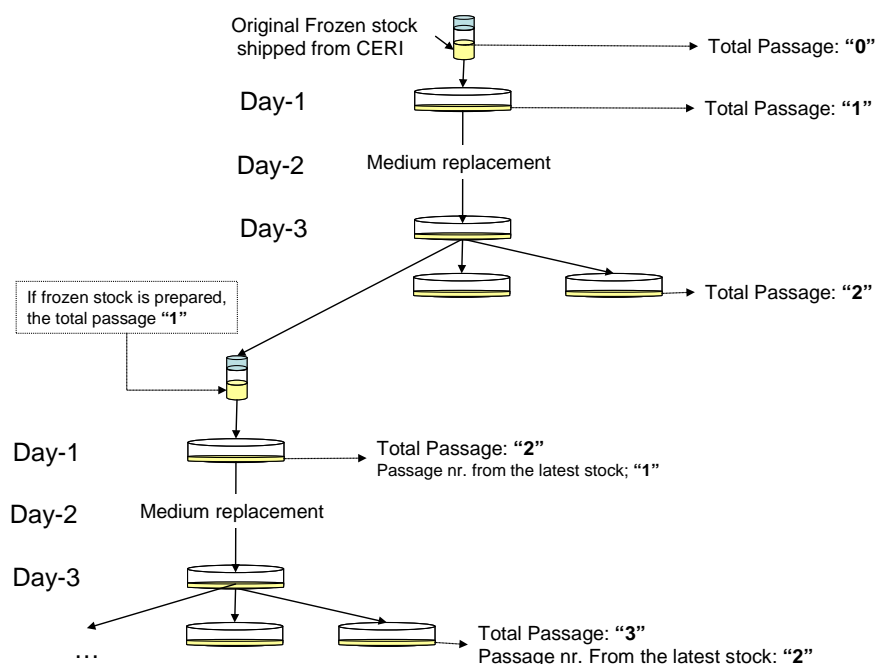 Original Frozen stock
shipped from CERI
Total Passage: “0”
Day-1
Total Passage: “1”
Day-2
Medium replacement
Day-3
Total Passage: “2”
If frozen stock is prepared,
the total passage “1”
Day-1
Total Passage: “2”
Passage nr. from the latest stock; “1”
Day-2
Medium replacement
Day-3
Total Passage: “3”
Passage nr. From the latest stock: “2”
…